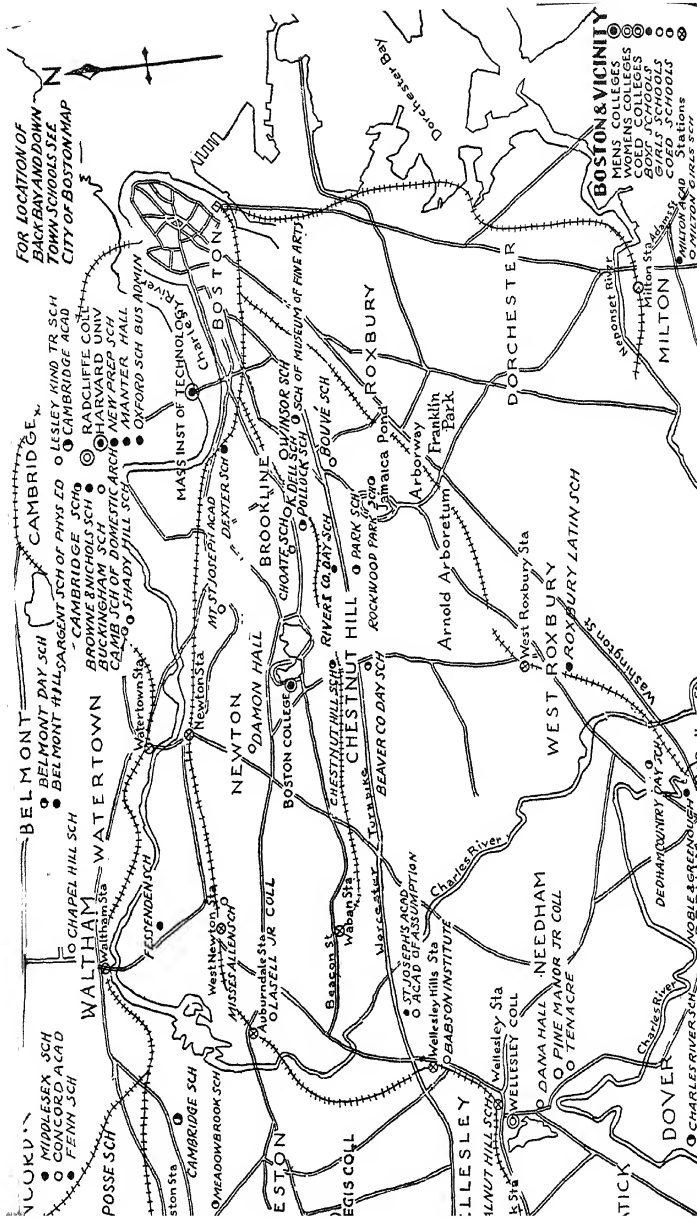 FOR LOCATION OF
BACK BAY AND DOWN
TOWN SCHOOLS SEE
CITY OF BOSTON MAP
N
BOSTON & VICINITY
MENS COLLEGES
WOMENS COLLEGES
COED COLLEGES
BOYS SCHOOLS
GIRLS SCHOOLS
COED SCHOOLS
Stations
MIDDLESEX SCH
CONCORD ACAD
FENN SCH
BELMONT
BELMONT DAY SCH
BELMONT HILL
CHAPEL HILL SCH
CAMBRIDGE
LESLEY KIND TR SCH
CAMBRIDGE ACAD
RADCLIFFE COLL
HARVARD UNIV
NEW PREP SCH
MANTER HALL
OXFORD SCH BUS ADMIN
SARGENT SCH OF PHYS ED
CAMBRIDGE SCH
BROWNE & NICHOLS SCH
BUCKINGHAM SCH
CAMB SCH OF DOMESTIC ARCH
SHADY HILL SCH
MASS INST OF TECHNOLOGY
Charles River
BOSTON
Dorchester Bay
WALTHAM
Waltham Sta
WATERTOWN
Watertown Sta
Newton Sta
FESSENDEN SCH
POSSE SCH
CAMBRIDGE SCH
MEADOWBROOK SCH
West Newton Sta
MISSES ALLEN SCH
Auburndale Sta
LASELL JR COLL
NEWTON
DAMON HALL
MT ST JOSEPH ACAD
DEXTER SCH
BROOKLINE
CHOATE SCH
WINSOR SCH
POLLOCK SCH
SCH OF MUSEUM OF FINE ARTS
BOUVÉ SCH
BOSTON COLLEGE
RIVERS CO. DAY SCH
PARK SCH
ROCKWOOD PARK SCH
Jamaica Pond
Arborway
Franklin
Park
ROXBURY
CHESTNUT HILL SCH
CHESTNUT HILL
BEAVER CO DAY SCH
Beacon St
Waban Sta
Worcester Turnpike
Arnold Arboretum
DORCHESTER
ST JOSEPH'S ACAD
ACAD OF ASSUMPTION
Wellesley Hills Sta
BABSON INSTITUTE
Charles River
West Roxbury Sta
WEST ROXBURY
ROXBURY LATIN SCH
Washington St
Neponset River
Milton Sta
Adams St
MILTON
MILTON ACAD
MILTON GIRLS SCH
Wellesley Sta
WELLESLEY COLL
DANA HALL
PINE MANOR JR COLL
TENACRE
NEEDHAM
DEDHAM COUNTRY DAY SCH
NOBLE & GREENOUGH
Charles River
DOVER
CHARLES RIVER SCH